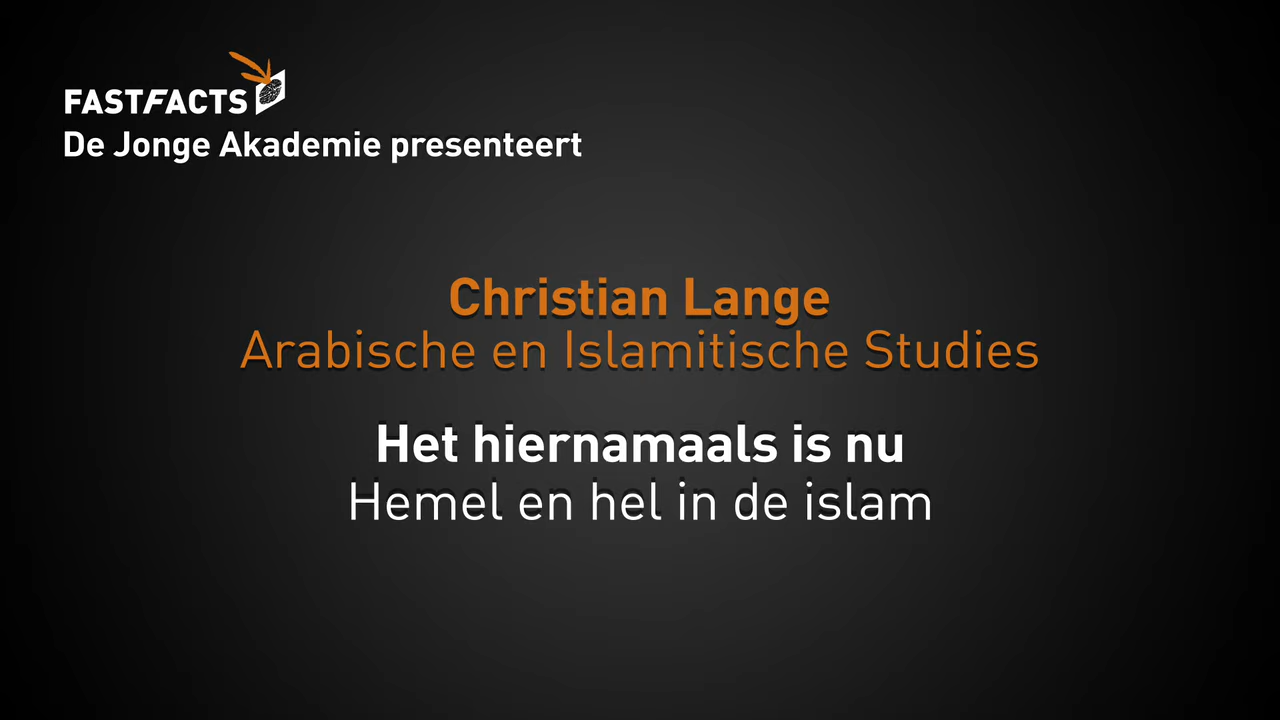 FASTFACTS
De Jonge Akademie presenteert
Christian Lange
Arabische en Islamitische Studies
Het hiernamaals is nu
Hemel en hel in de islam